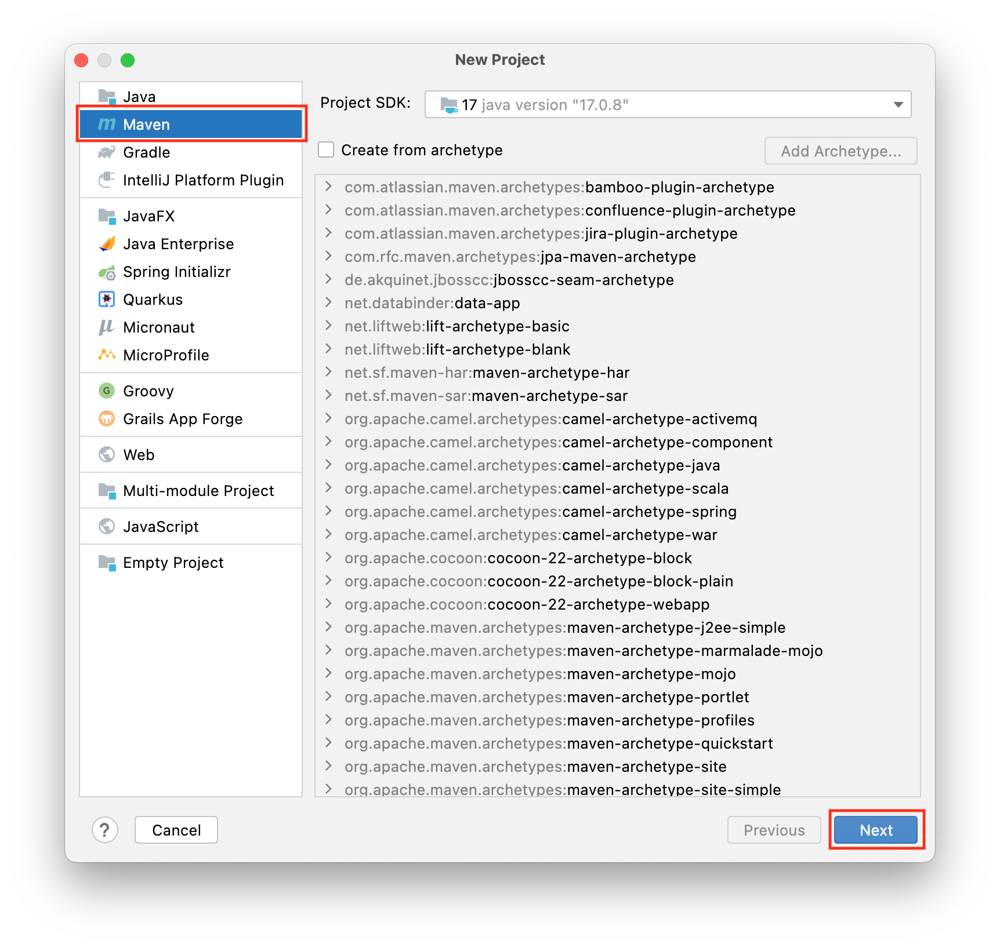 New Project
Java
Maven
Gradle
IntelliJ Platform Plugin
JavaFX
Java Enterprise
Spring Initializr
Quarkus
Micronaut
MicroProfile
G Groovy
Grails App Forge
Web
Multi-module Project
JavaScript
Empty Project
Project SDK: 17 java version "17.0.8"
Create from archetype Add Archetype...
com.atlassian.maven.archetypes:bamboo-plugin-archetype
com.atlassian.maven.archetypes:confluence-plugin-archetype
com.atlassian.maven.archetypes:jira-plugin-archetype
com.rfc.maven.archetypes:jpa-maven-archetype
de.akquinet.jbosscc:jbosscc-seam-archetype
net.databinder:data-app
net.liftweb:lift-archetype-basic
net.liftweb:lift-archetype-blank
net.sf.maven-har:maven-archetype-har
net.sf.maven-sar:maven-archetype-sar
org.apache.camel.archetypes:camel-archetype-activemq
org.apache.camel.archetypes:camel-archetype-component
org.apache.camel.archetypes:camel-archetype-java
org.apache.camel.archetypes:camel-archetype-scala
org.apache.camel.archetypes:camel-archetype-spring
org.apache.camel.archetypes:camel-archetype-war
org.apache.cocoon:cocoon-22-archetype-block
org.apache.cocoon:cocoon-22-archetype-block-plain
org.apache.cocoon:cocoon-22-archetype-webapp
org.apache.maven.archetypes:maven-archetype-j2ee-simple
org.apache.maven.archetypes:maven-archetype-marmalade-mojo
org.apache.maven.archetypes:maven-archetype-mojo
org.apache.maven.archetypes:maven-archetype-portlet
org.apache.maven.archetypes:maven-archetype-profiles
org.apache.maven.archetypes:maven-archetype-quickstart
org.apache.maven.archetypes:maven-archetype-site
org.apache.maven.archetypes:maven-archetype-site-simple
? Cancel Previous Next